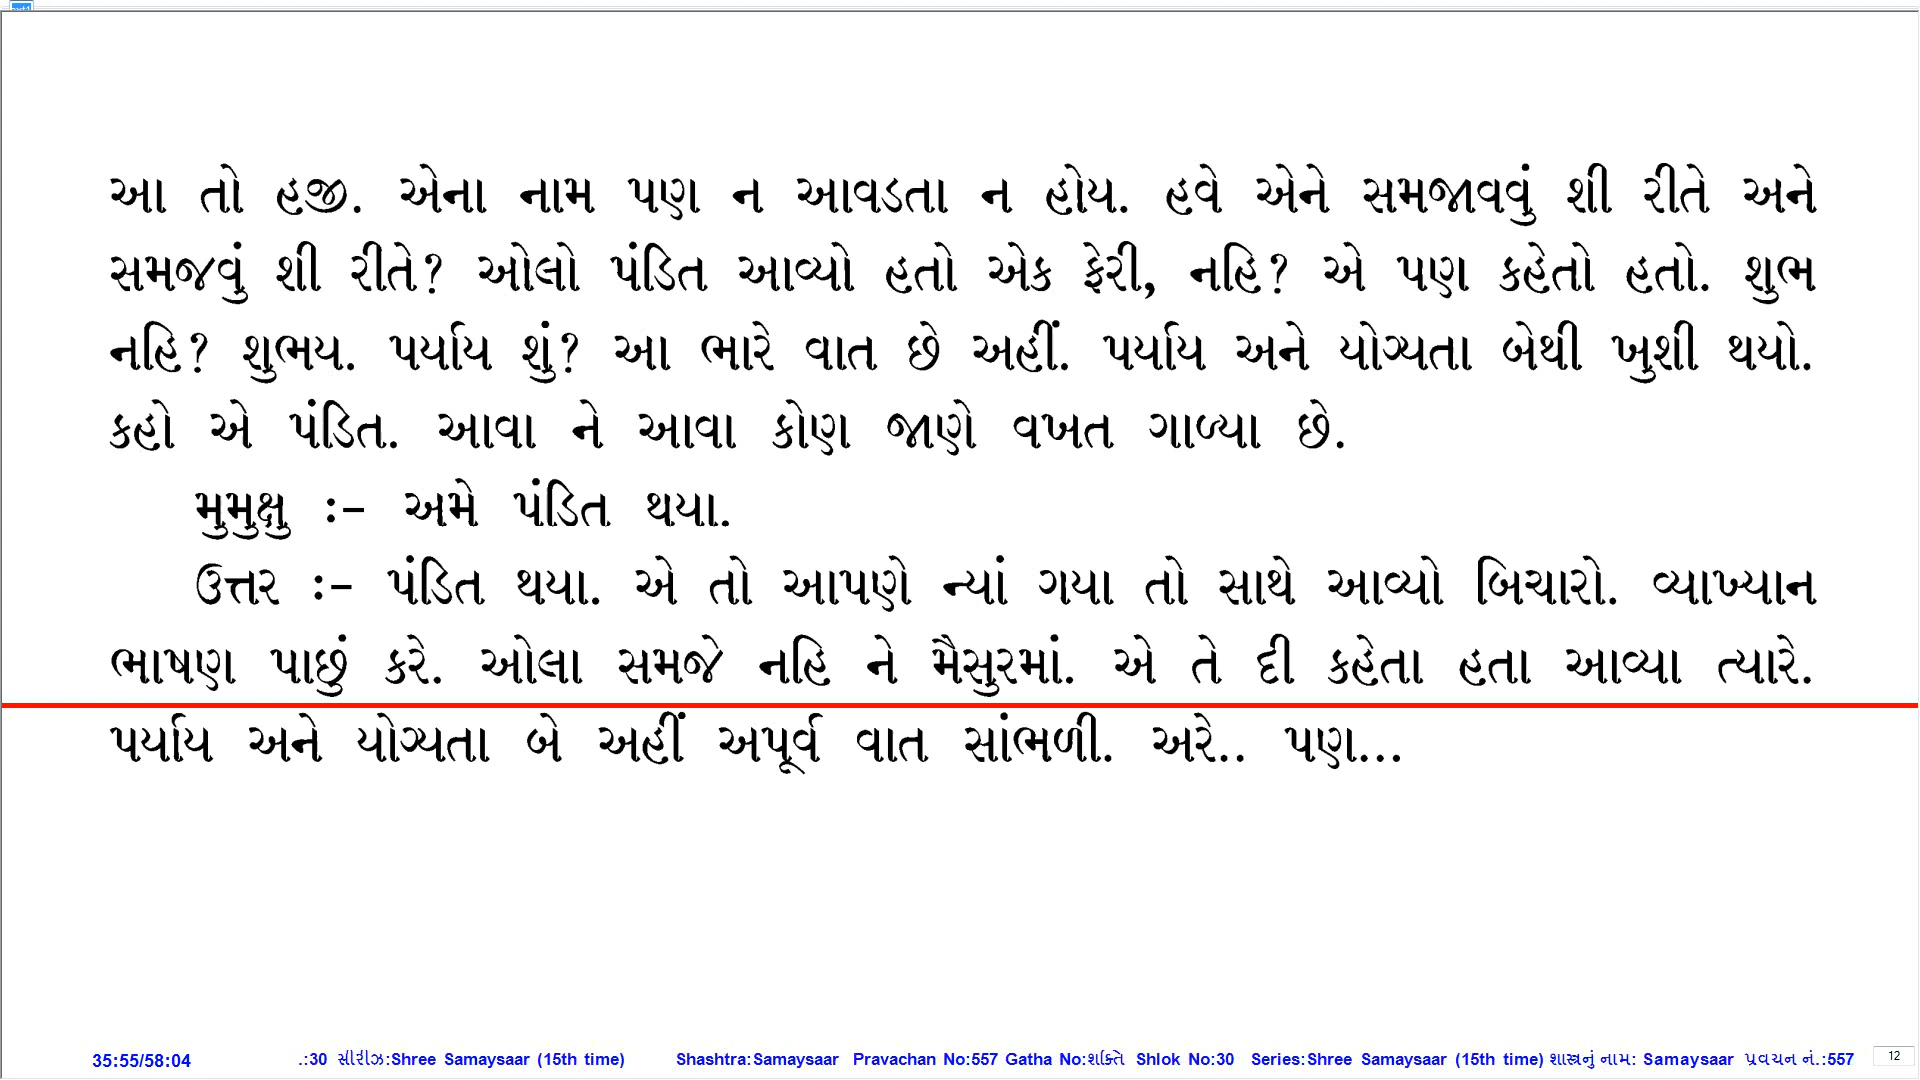 આ તો હજી. એના નામ પણ ન આવડતા ન હોય. હવે એને સમજાવવું શી રીતે અને
સમજવું શી રીતે? ઓલો પંડિત આવ્યો હતો એક ફેરી, નહિ? એ પણ કહેતો હતો. શુભ
નહિ? શુભય. પર્યાય શું? આ ભારે વાત છે અહીં. પર્યાય અને યોગ્યતા બેથી ખુશી થયો.
કહો એ પંડિત. આવા ને આવા કોણ જાણે વખત ગાળ્યા છે.
મુમુક્ષુ :– અમે પંડિત થયા.
ઉત્તર :– પંડિત થયા. એ તો આપણે ન્યાં ગયા તો સાથે આવ્યો બિચારો. વ્યાખ્યાન
ભાષણ પાછું કરે. ઓલા સમજે નહિ ને મૈસુરમાં. એ તે દી કહેતા હતા આવ્યા ત્યારે.
પર્યાય અને યોગ્યતા બે અહીં અપૂર્વ વાત સાંભળી. અરે.. પણ...
35:55/58:04 .:30 સીરીઝ:Shree Samaysaar (15th time) Shashtra:Samaysaar Pravachan No:557 Gatha No:શક્તિ Shlok No:30 Series:Shree Samaysaar (15th time) શાસ્ત્રનું નામ: Samaysaar પ્રવચન નં.:557 12